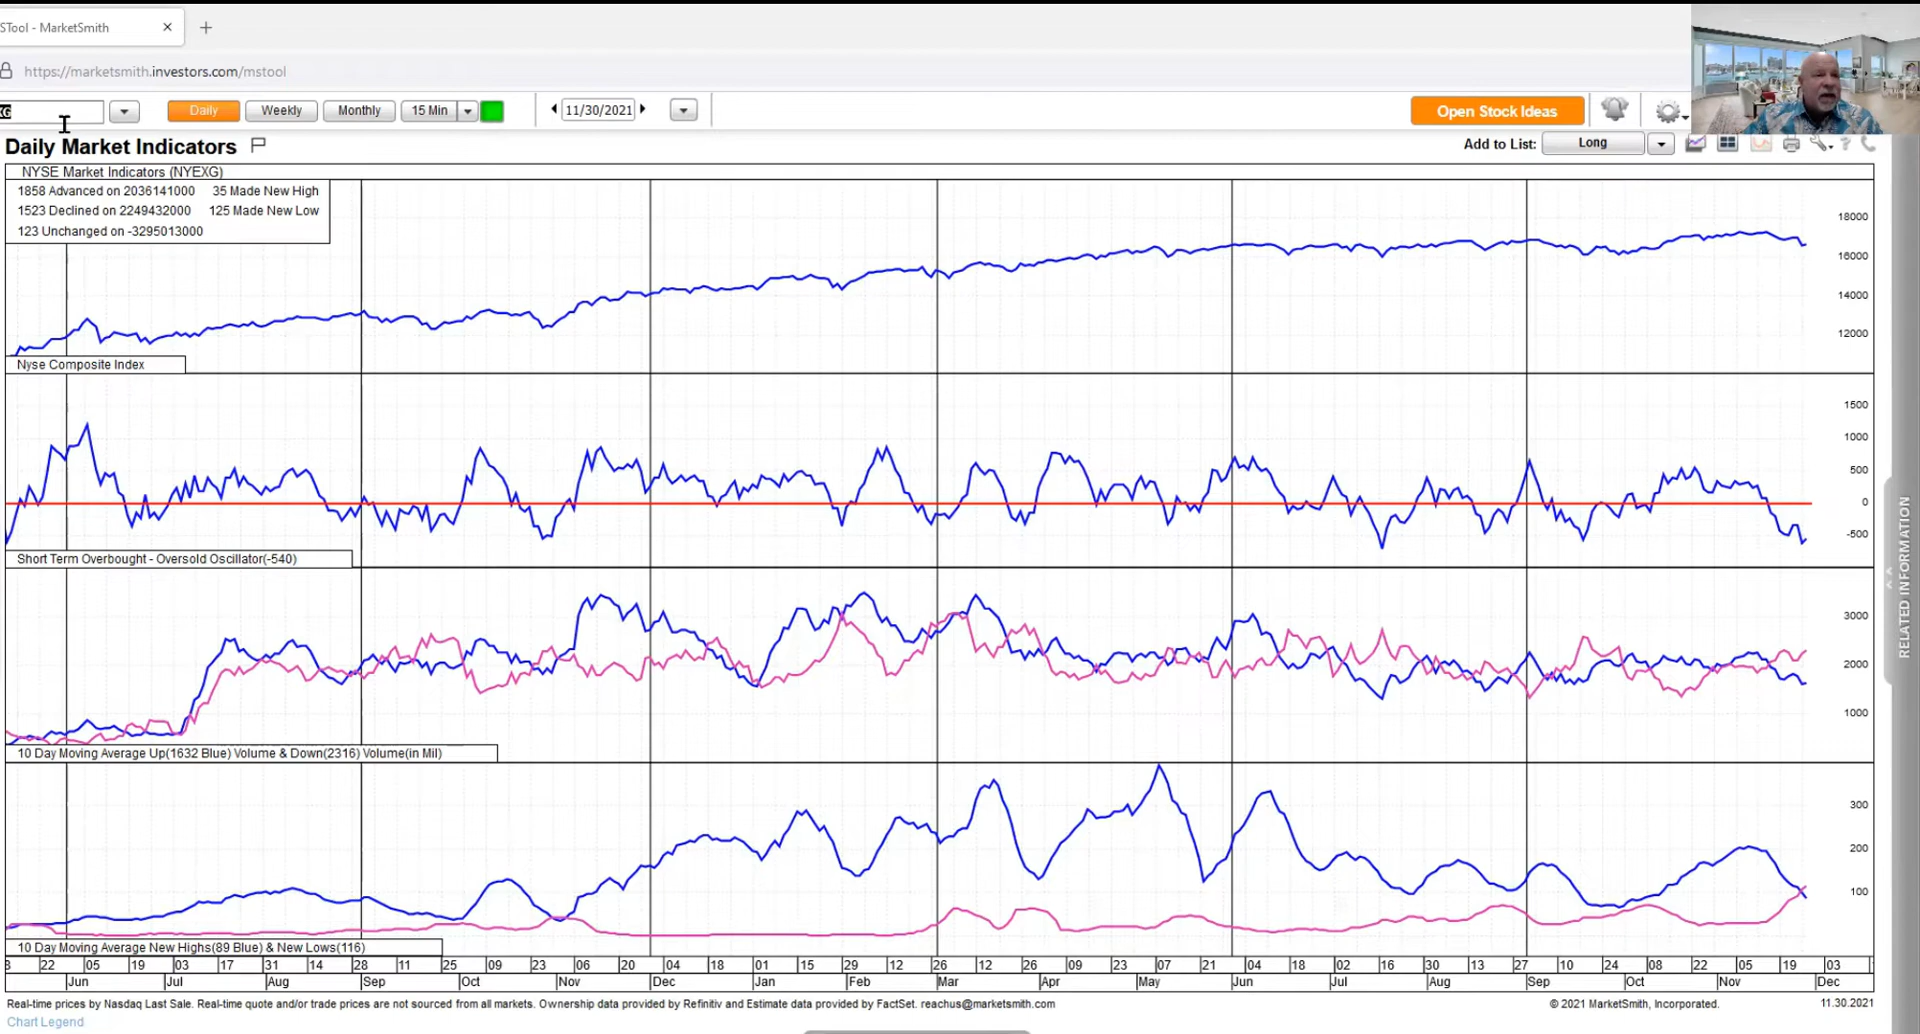 STool - MarketSmith
https://marketsmith.investors.com/mstool
Daily Weekly Monthly 15 Min 11/30/2021 Open Stock Ideas
Daily Market Indicators Add to List: Long
NYSE Market Indicators (NYEXG)
1858 Advanced on 2036141000 35 Made New High
1523 Declined on 2249432000 125 Made New Low
123 Unchanged on -3295013000
18000
16000
14000
12000
Nyse Composite Index
1500
1000
500
0
-500
Short Term Overbought - Oversold Oscillator(-540)
3000
2000
1000
10 Day Moving Average Up(1632 Blue) Volume & Down(2316) Volume(in Mil)
300
200
100
10 Day Moving Average New Highs(89 Blue) & New Lows(116)
22 05 19 03 17 31 14 28 11 25 09 23 06 20 04 18 01 15 29 12 26 12 26 09 23 07 21 04 18 02 16 30 13 27 10 24 08 22 05 19 03
Jun Jul Aug Sep Oct Nov Dec Jan Feb Mar Apr May Jun Jul Aug Sep Oct Nov Dec
RELATED INFORMATION
Real-time prices by Nasdaq Last Sale. Real-time quote and/or trade prices are not sourced from all markets. Ownership data provided by Refinitiv and Estimate data provided by FactSet. reachus@marketsmith.com © 2021 MarketSmith, Incorporated. 11.30.2021
Chart Legend